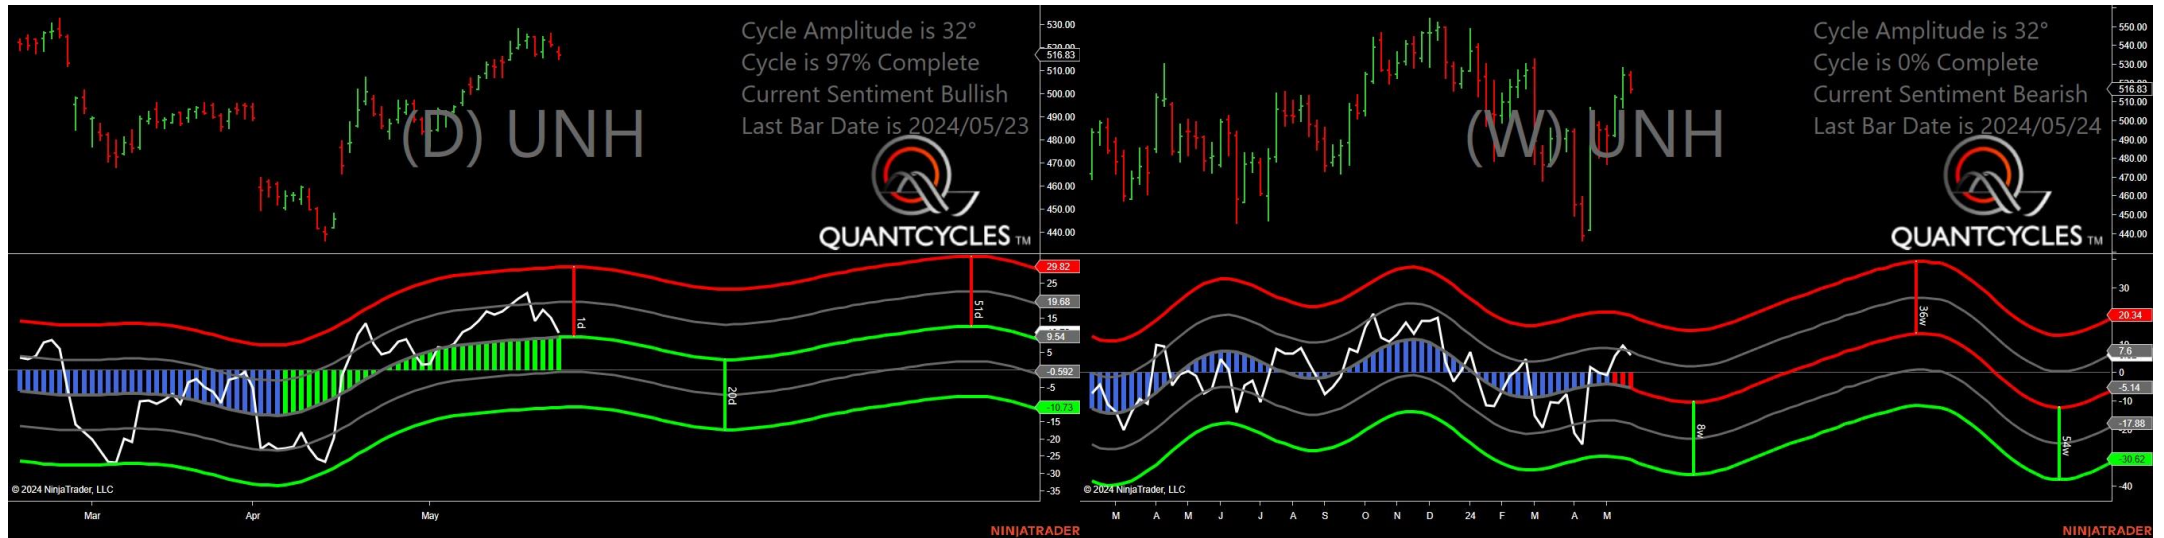 Cycle Amplitude is 32°
Cycle is 97% Complete
Current Sentiment Bullish
Last Bar Date is 2024/05/23
(D) UNH
QUANTCYCLES TM
530.00
516.83
510.00
500.00
490.00
480.00
470.00
460.00
450.00
440.00
29.82
25
19.68
15
9.54
5
-0.592
-5
-10.73
-15
-20
-25
-30
-35
1d
20d
51d
© 2024 NinjaTrader, LLC
Mar Apr May
NINJATRADER
Cycle Amplitude is 32°
Cycle is 0% Complete
Current Sentiment Bearish
Last Bar Date is 2024/05/24
(W) UNH
QUANTCYCLES TM
550.00
540.00
530.00
516.83
510.00
500.00
490.00
480.00
470.00
460.00
450.00
440.00
30
20.34
7.6
0
-5.14
-10
-17.88
-30.62
-40
8w
36w
54w
© 2024 NinjaTrader, LLC
M A M J J A S O N D 24 F M A M
NINJATRADER